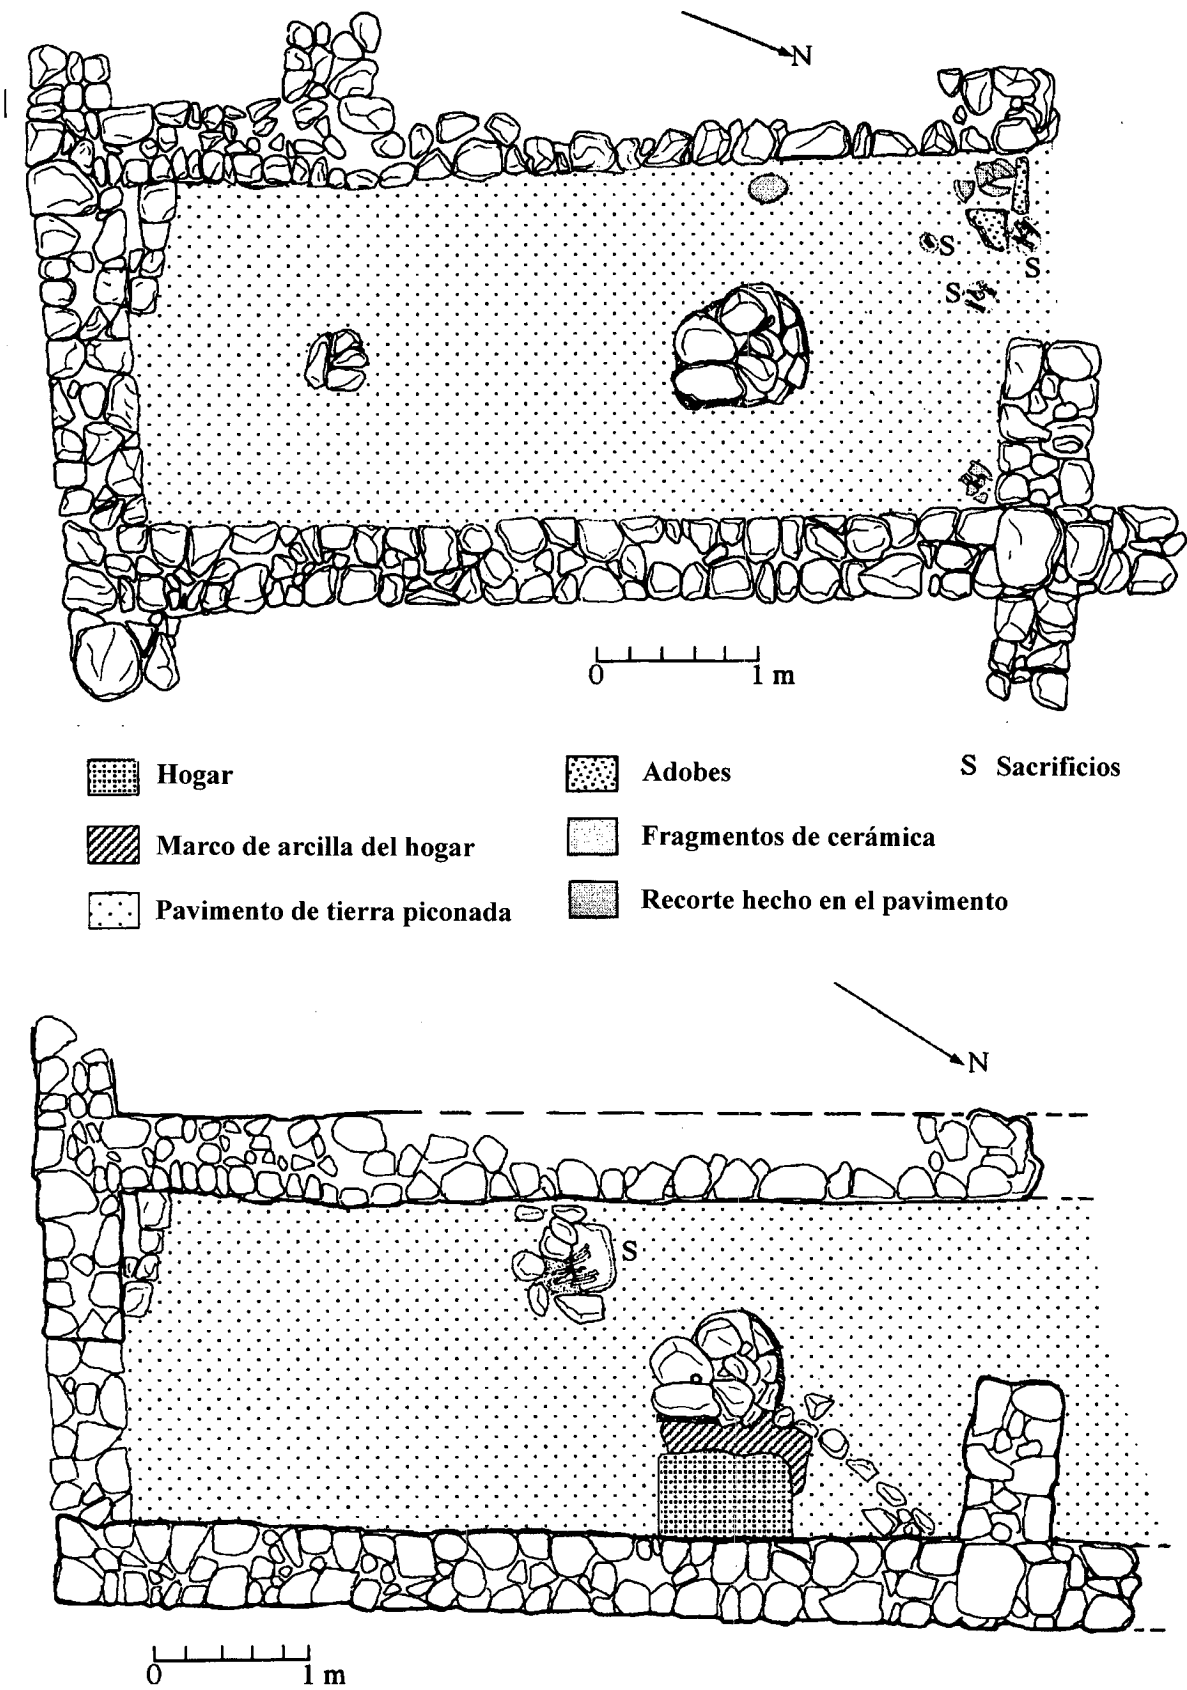 N
S
S
S
0 1 m
Hogar
Adobes
S Sacrificios
Marco de arcilla del hogar
Fragmentos de cerámica
Pavimento de tierra piconada
Recorte hecho en el pavimento
N
S
0 1 m